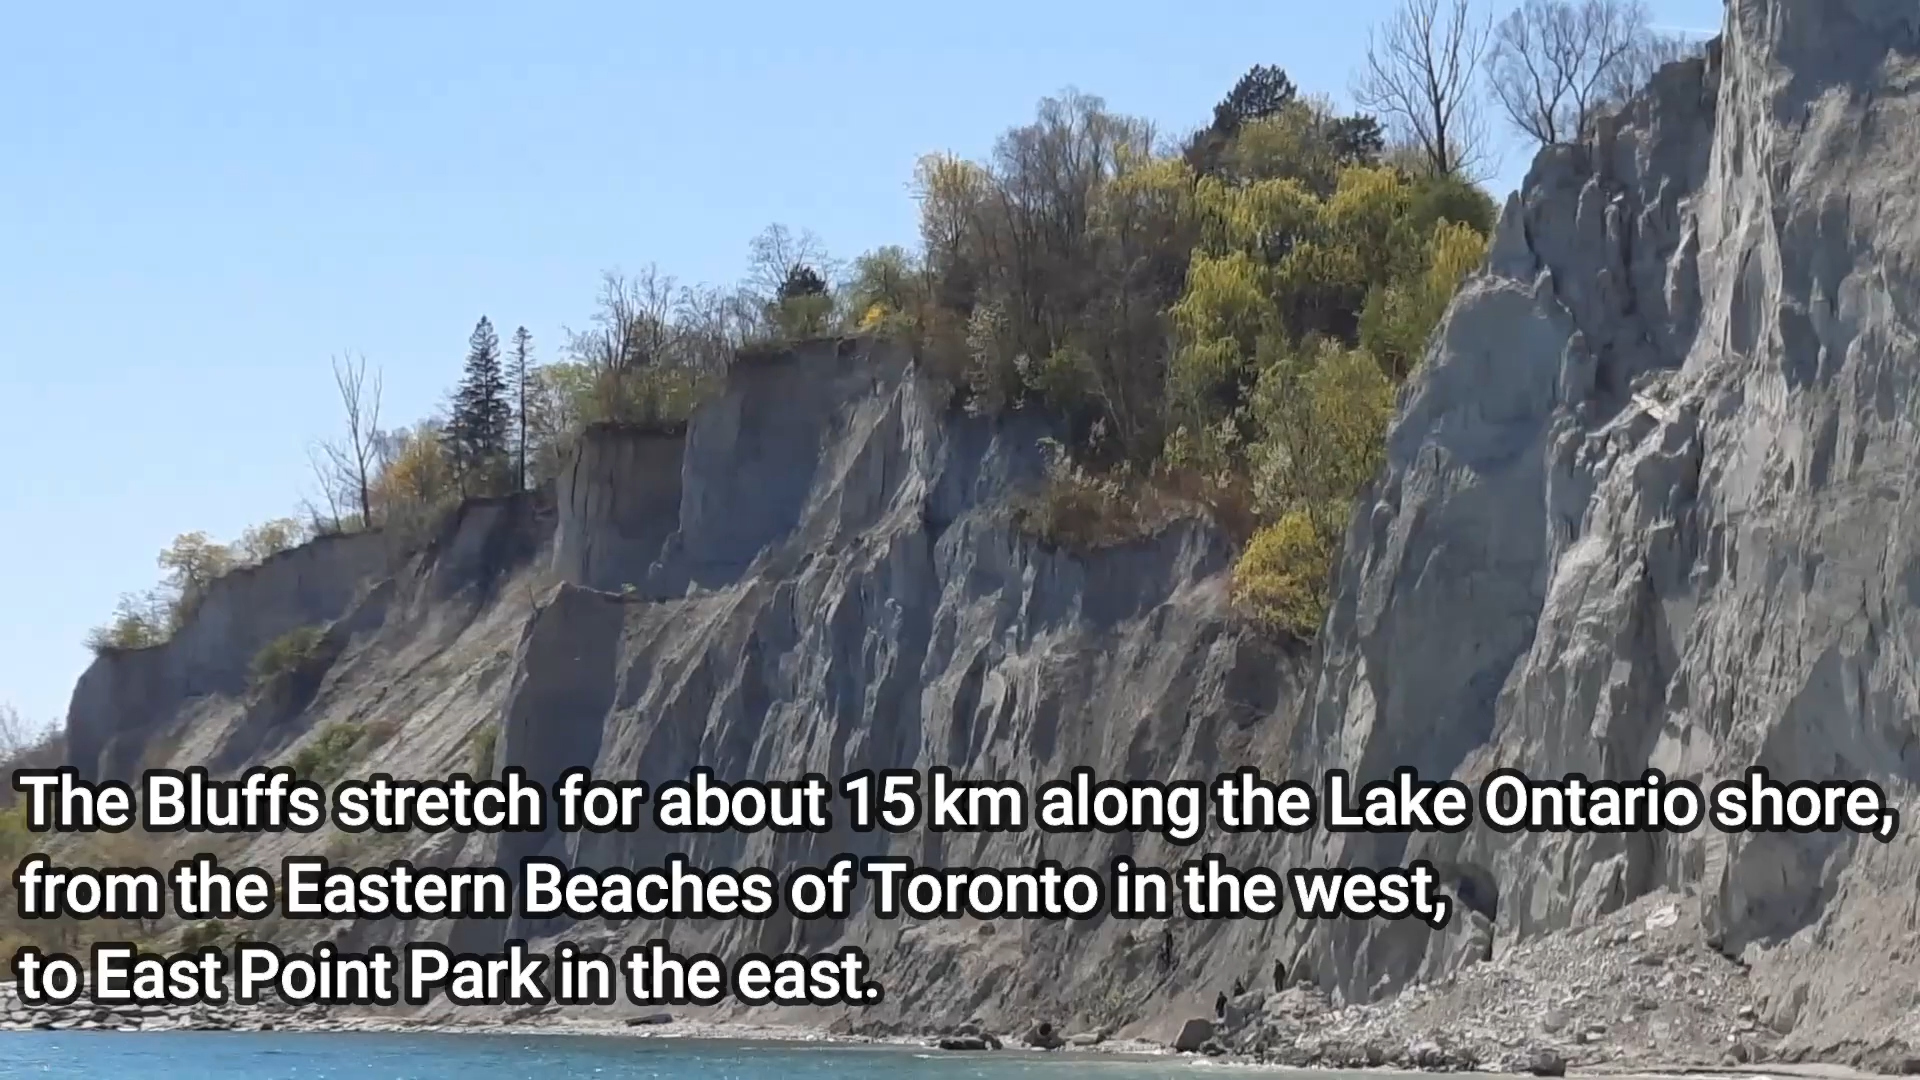 The Bluffs stretch for about 15 km along the Lake Ontario shore,
from the Eastern Beaches of Toronto in the west,
to East Point Park in the east.